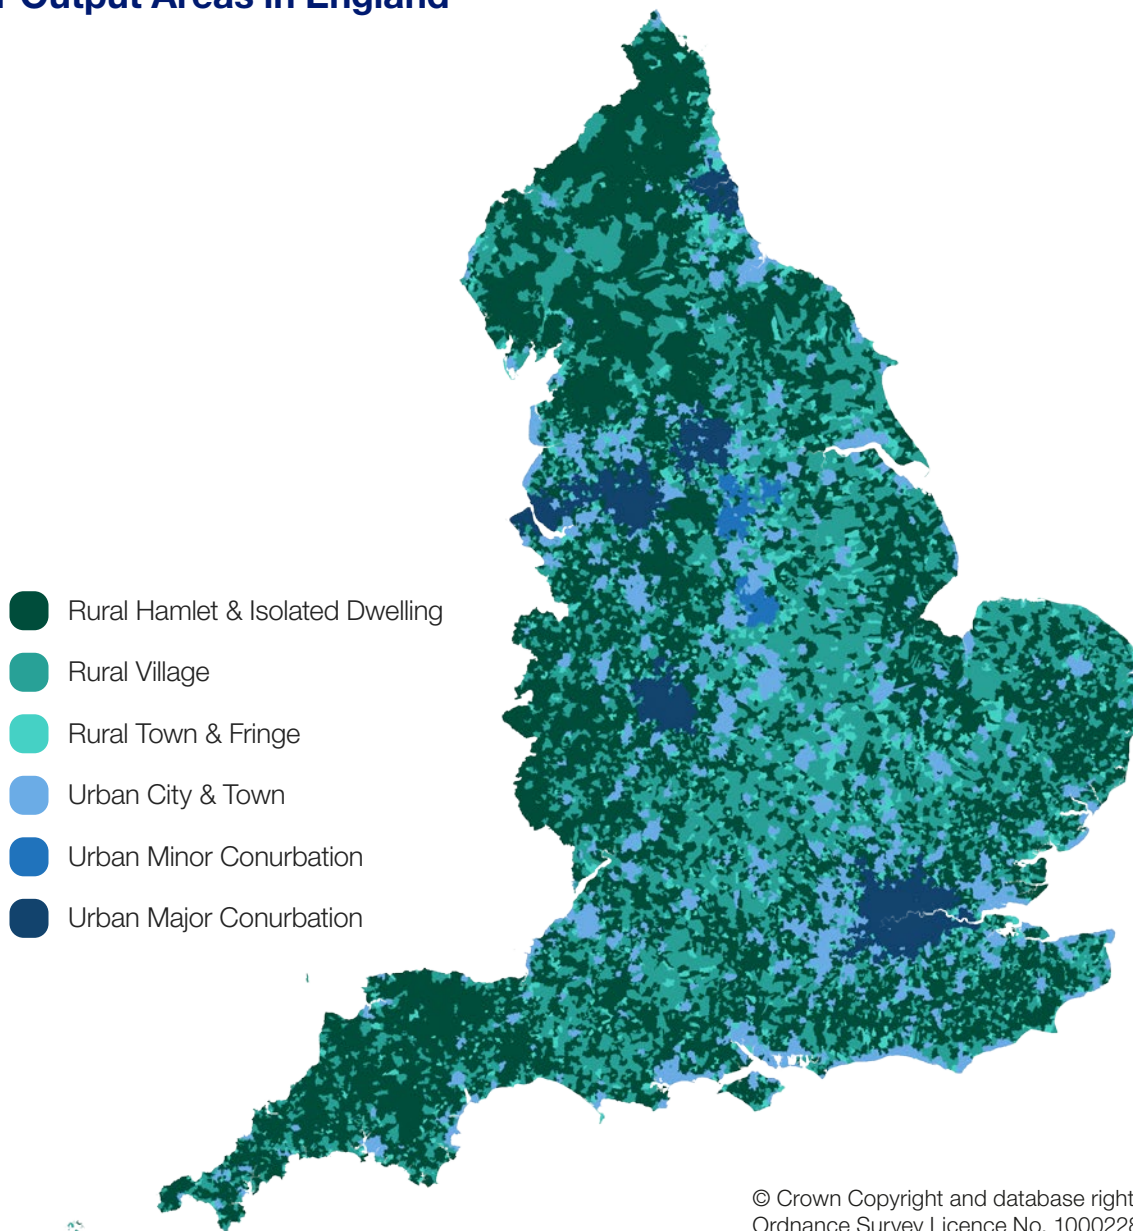 Output Areas in England
Rural Hamlet & Isolated Dwelling
Rural Village
Rural Town & Fringe
Urban City & Town
Urban Minor Conurbation
Urban Major Conurbation
© Crown Copyright and database right
Ordnance Survey Licence No. 1000228